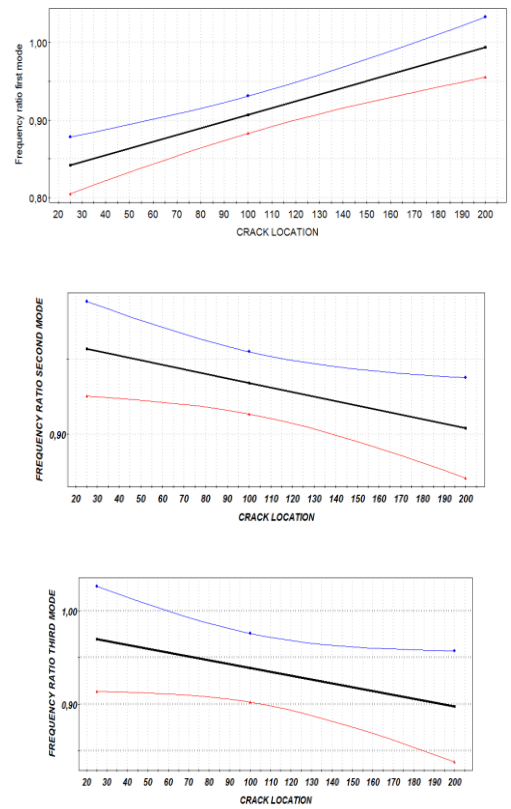 Frequency ratio first mode
1,00
0,90
0,80
20 30 40 50 60 70 80 90 100 110 120 130 140 150 160 170 180 190 200
CRACK LOCATION
FREQUENCY RATIO SECOND MODE
0,90
20 30 40 50 60 70 80 90 100 110 120 130 140 150 160 170 180 190 200
CRACK LOCATION
FREQUENCY RATIO THIRD MODE
1,00
0,90
20 30 40 50 60 70 80 90 100 110 120 130 140 150 160 170 180 190 200
CRACK LOCATION